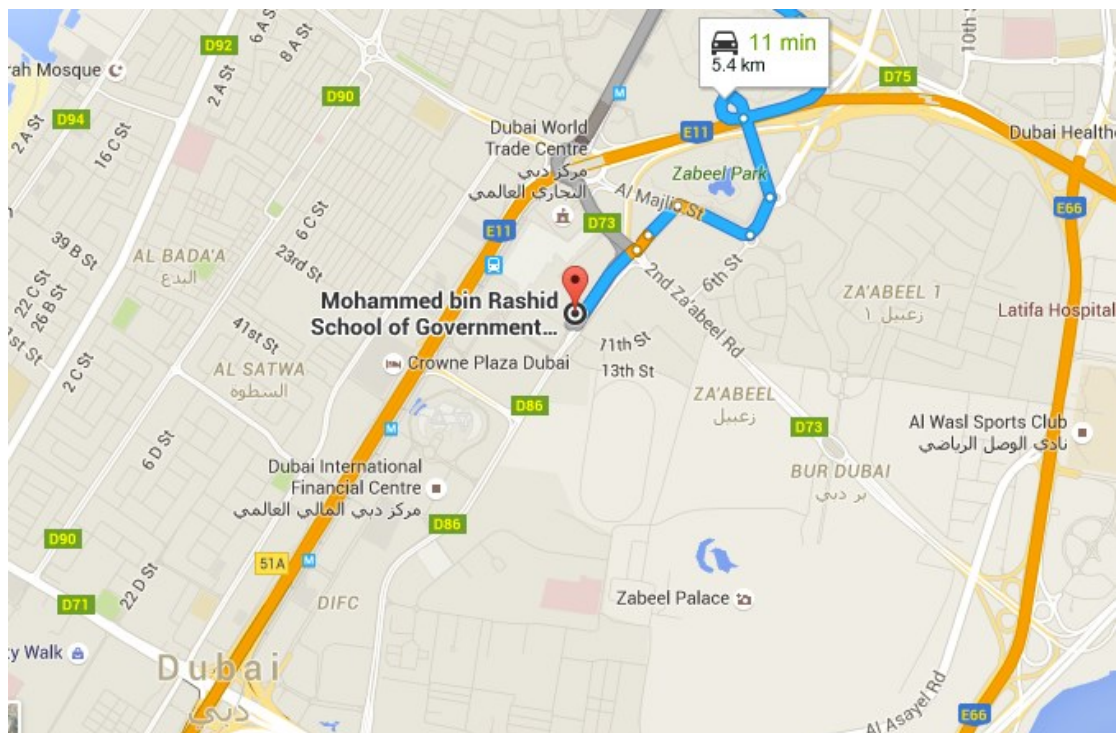 11 min
5.4 km
10th St
D92
6 A St
8 A St
D75
rah Mosque
2 A St
D90
D94
2 A St
16 C St
E11
Dubai World
Trade Centre
مركز دبي
التجاري العالمي
Dubai Healthc
Zabeel Park
Al Majlis St
E66
6 C St
D73
E11
39 B St
AL BADA'A
البدع
23rd St
2nd Za'abeel Rd
6th St
22 C St
26 B St
ZA'ABEEL 1
زعبيل ١
Mohammed bin Rashid
School of Government...
Latifa Hospital
41st St
st St
11th St
13th St
Crowne Plaza Dubai
2 C St
AL SATWA
السطوة
ZA'ABEEL
زعبيل
D86
D73
Al Wasl Sports Club
نادي الوصل الرياضي
6 D St
Dubai International
Financial Centre
مركز دبي المالي العالمي
BUR DUBAI
بر دبي
D86
D90
51A
22 D St
DIFC
D71
Zabeel Palace
ty Walk
Dubai
دبي
Al Asayel Rd
E66